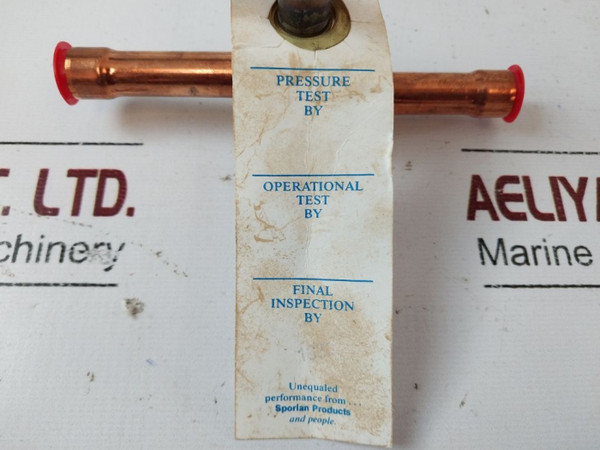 PRESSURE
TEST
BY
OPERATIONAL
TEST
BY
FINAL
INSPECTION
BY
Unequaled
performance from . . .
Sporlan Products
and people.
. LTD.
chinery
AELIYA
Marine